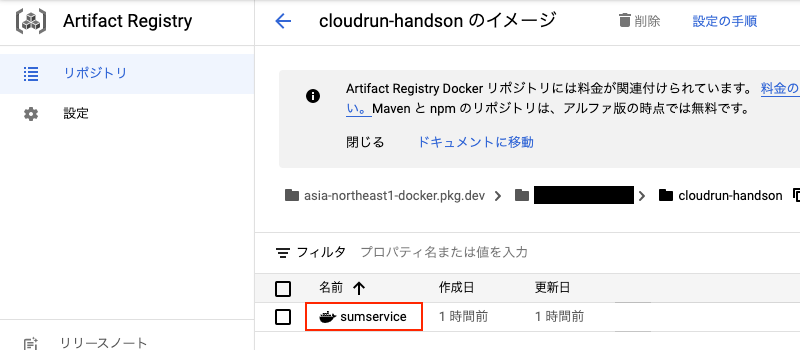 Artifact Registry
リポジトリ
設定
リリースノート
cloudrun-handson のイメージ
削除
設定の手順
Artifact Registry Docker リポジトリには料金が関連付けられています。 料金の
い。Maven と npm のリポジトリは、アルファ版の時点では無料です。
閉じる
ドキュメントに移動
asia-northeast1-docker.pkg.dev
cloudrun-handson
フィルタ プロパティ名または値を入力
名前 作成日 更新日
sumservice 1 時間前 1 時間前